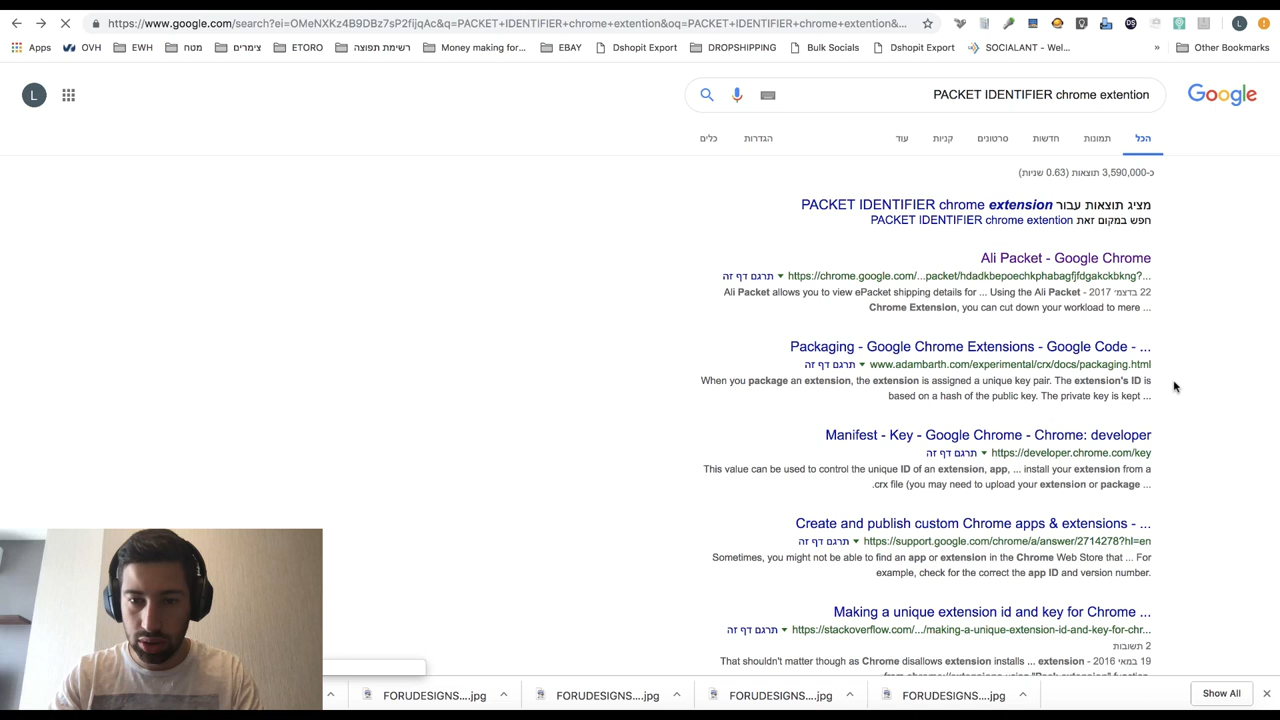 https://www.google.com/search?ei=OMeNXKz4B9DBz7sP2fijqAc&q=PACKET+IDENTIFIER+chrome+extention&oq=PACKET+IDENTIFIER+chrome+extention&...
Apps OVH EWH מטח צימרים ETORO רשימת תפוצה Money making for... EBAY Dshopit Export DROPSHIPPING Bulk Socials Dshopit Export SOCIALANT - Wel... » Other Bookmarks
L PACKET IDENTIFIER chrome extention Google
הכל תמונות חדשות סרטונים קניות עוד הגדרות כלים
כ-3,590,000 תוצאות (0.63 שניות)
מציג תוצאות עבור PACKET IDENTIFIER chrome extension
חפש במקום זאת PACKET IDENTIFIER chrome extention
Ali Packet - Google Chrome
https://chrome.google.com/...packet/hdadkbepoechkphabagfjfdgakckbkng?... תרגם דף זה
22 בדצמי 2017 - Ali Packet allows you to view ePacket shipping details for ... Using the Ali Packet
Chrome Extension, you can cut down your workload to mere ...
Packaging - Google Chrome Extensions - Google Code - ...
www.adambarth.com/experimental/crx/docs/packaging.html תרגם דף זה
When you package an extension, the extension is assigned a unique key pair. The extension's ID is
based on a hash of the public key. The private key is kept ...
Manifest - Key - Google Chrome - Chrome: developer
https://developer.chrome.com/key תרגם דף זה
This value can be used to control the unique ID of an extension, app, ... install your extension from a
.crx file (you may need to upload your extension or package ...
Create and publish custom Chrome apps & extensions - ...
https://support.google.com/chrome/a/answer/2714278?hl=en תרגם דף זה
Sometimes, you might not be able to find an app or extension in the Chrome Web Store that ... For
example, check for the correct the app ID and version number.
Making a unique extension id and key for Chrome ...
https://stackoverflow.com/.../making-a-unique-extension-id-and-key-for-chr... תרגם דף זה
2 תשובות
19 במאי 2016 - That shouldn't matter though as Chrome disallows extension installs ... extension
FORUDESIGNS....jpg FORUDESIGNS....jpg FORUDESIGNS....jpg FORUDESIGNS....jpg Show All